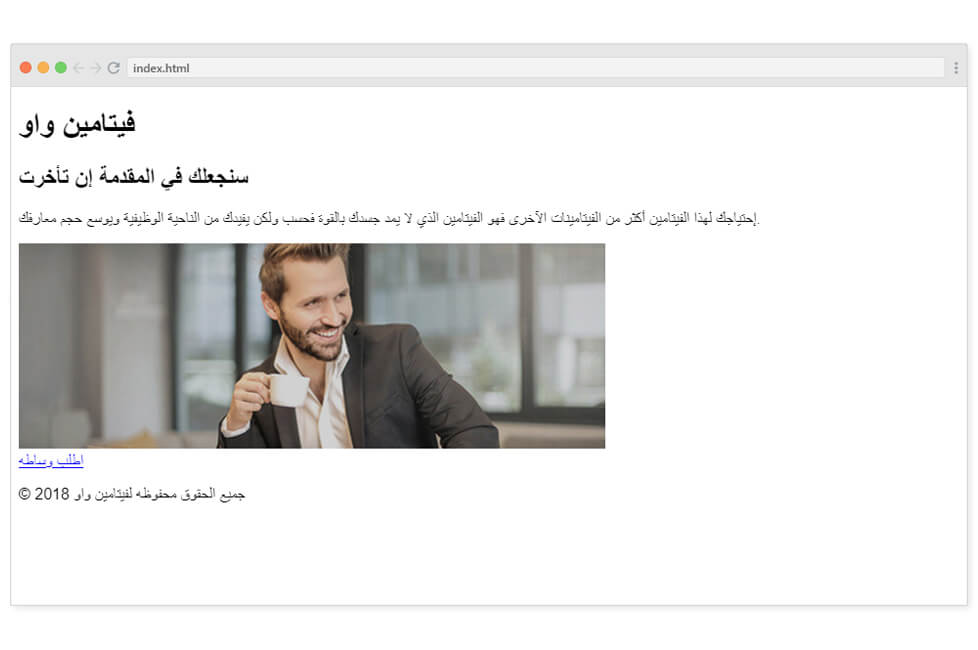 index.html
فيتامين واو
سنجعلك في المقدمة إن تأخرت
إحتياجك لهذا الفيتامين أكثر من الفيتامينات الآخرى فهو الفيتامين الذي لا يمد جسدك بالقوة فحسب ولكن يفيدك من الناحية الوظيفية ويوسع حجم معارفك.
اطلب وساطه
جميع الحقوق محفوظه لفيتامين واو 2018 ©